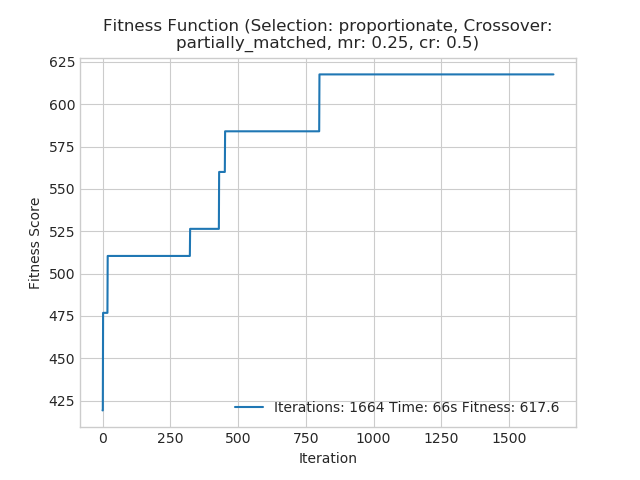 Fitness Function (Selection: proportionate, Crossover:
partially_matched, mr: 0.25, cr: 0.5)
625
600
575
550
525
500
475
450
425
Fitness Score
Iterations: 1664 Time: 66s Fitness: 617.6
0 250 500 750 1000 1250 1500
Iteration